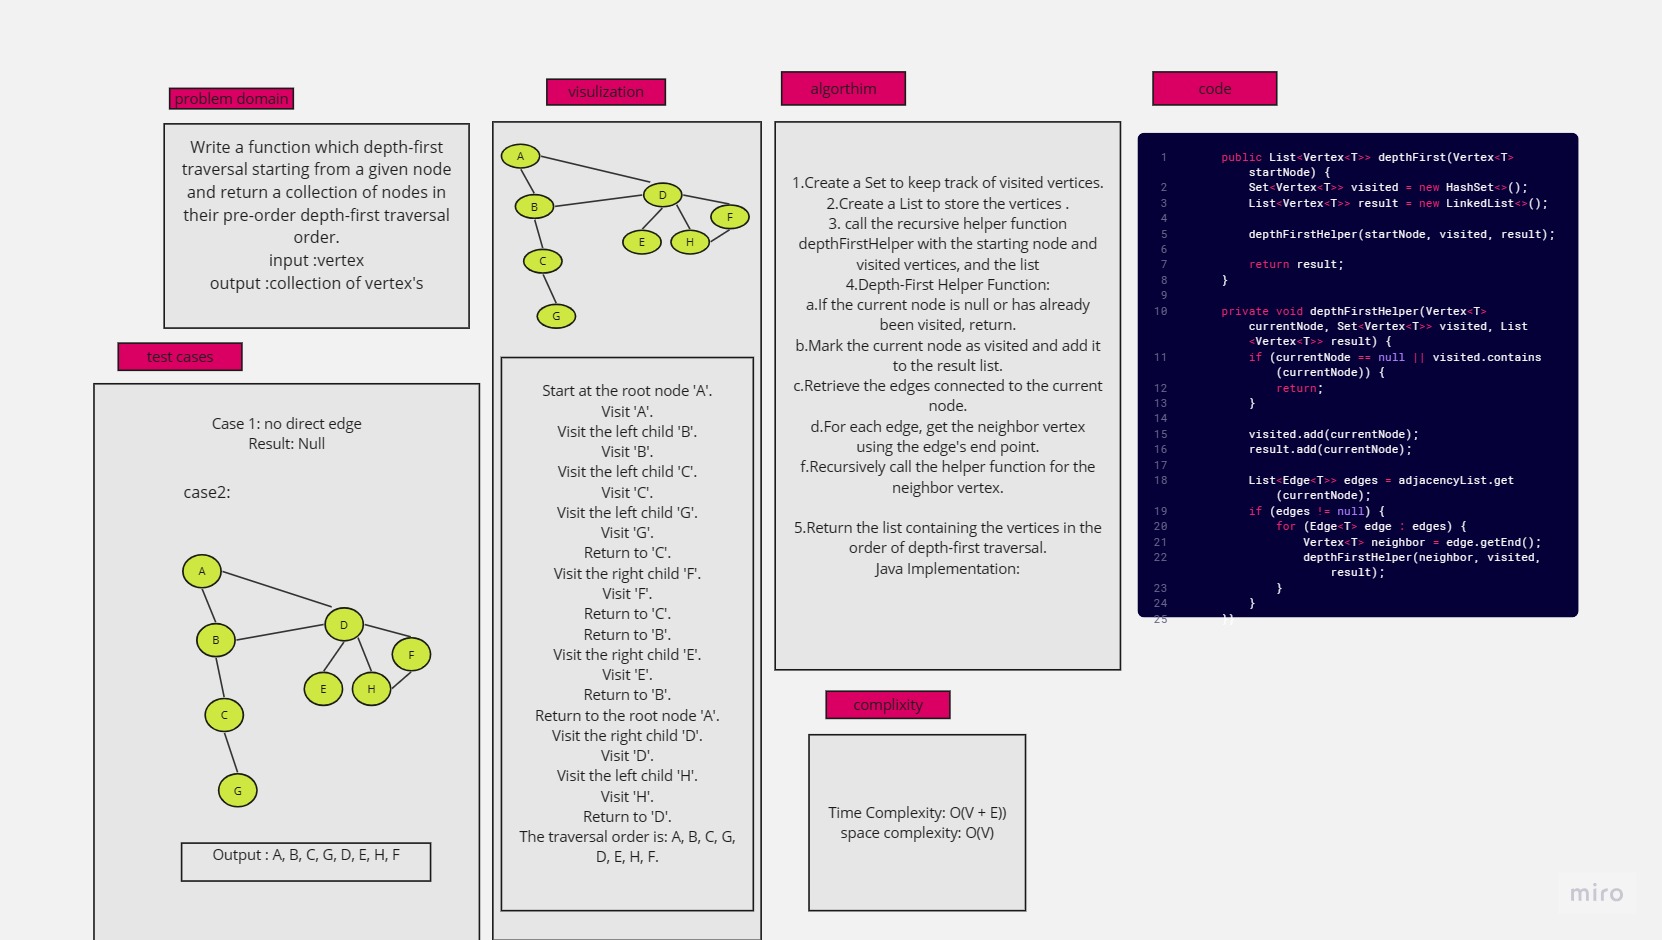 problem domain
Write a function which depth-first
traversal starting from a given node
and return a collection of nodes in
their pre-order depth-first traversal
order.
input :vertex
output :collection of vertex's
test cases
Case 1: no direct edge
Result: Null
case2:
A
D
B
F
E
H
C
G
Output : A, B, C, G, D, E, H, F
visulization
A
D
B
F
E
H
C
G
Start at the root node 'A'.
Visit 'A'.
Visit the left child 'B'.
Visit 'B'.
Visit the left child 'C'.
Visit 'C'.
Visit the left child 'G'.
Visit 'G'.
Return to 'C'.
Visit the right child 'F'.
Visit 'F'.
Return to 'C'.
Return to 'B'.
Visit the right child 'E'.
Visit 'E'.
Return to 'B'.
Return to the root node 'A'.
Visit the right child 'D'.
Visit 'D'.
Visit the left child 'H'.
Visit 'H'.
Return to 'D'.
The traversal order is: A, B, C, G,
D, E, H, F.
algorthim
1.Create a Set to keep track of visited vertices.
2.Create a List to store the vertices .
3. call the recursive helper function
depthFirstHelper with the starting node and
visited vertices, and the list
4.Depth-First Helper Function:
a.If the current node is null or has already
been visited, return.
b.Mark the current node as visited and add it
to the result list.
c.Retrieve the edges connected to the current
node.
d.For each edge, get the neighbor vertex
using the edge's end point.
f.Recursively call the helper function for the
neighbor vertex.
5.Return the list containing the vertices in the
order of depth-first traversal.
Java Implementation:
complixity
Time Complexity: O(V + E))
space complexity: O(V)
code
1 public List<Vertex<T>> depthFirst(Vertex<T>
startNode) {
2 Set<Vertex<T>> visited = new HashSet<>();
3 List<Vertex<T>> result = new LinkedList<>();
4
5 depthFirstHelper(startNode, visited, result);
6
7 return result;
8 }
9
10 private void depthFirstHelper(Vertex<T>
currentNode, Set<Vertex<T>> visited, List
<Vertex<T>> result) {
11 if (currentNode == null || visited.contains
(currentNode)) {
12 return;
13 }
14
15 visited.add(currentNode);
16 result.add(currentNode);
17
18 List<Edge<T>> edges = adjacencyList.get
(currentNode);
19 if (edges != null) {
20 for (Edge<T> edge : edges) {
21 Vertex<T> neighbor = edge.getEnd();
22 depthFirstHelper(neighbor, visited,
result);
23 }
24 }
25 }}
miro